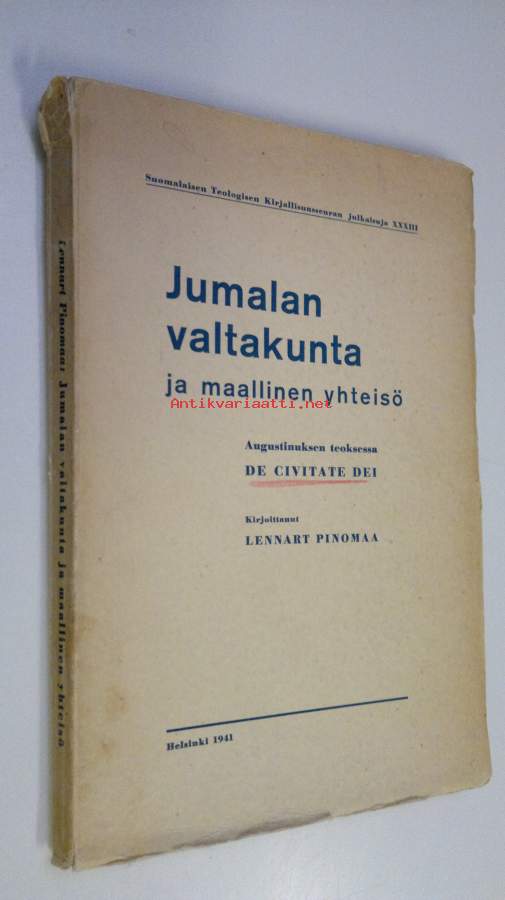 Suomalaisen Teologisen Kirjallisuusseuran julkaisuja XXXIII
Jumalan
valtakunta
ja maallinen yhteisö
Antikvariaatti.net
Augustinuksen teoksessa
DE CIVITATE DEI
Kirjoittanut
LENNART PINOMAA
Helsinki 1941
Lennart Pinomaa: Jumalan valtakunta ja maallinen yhteisö